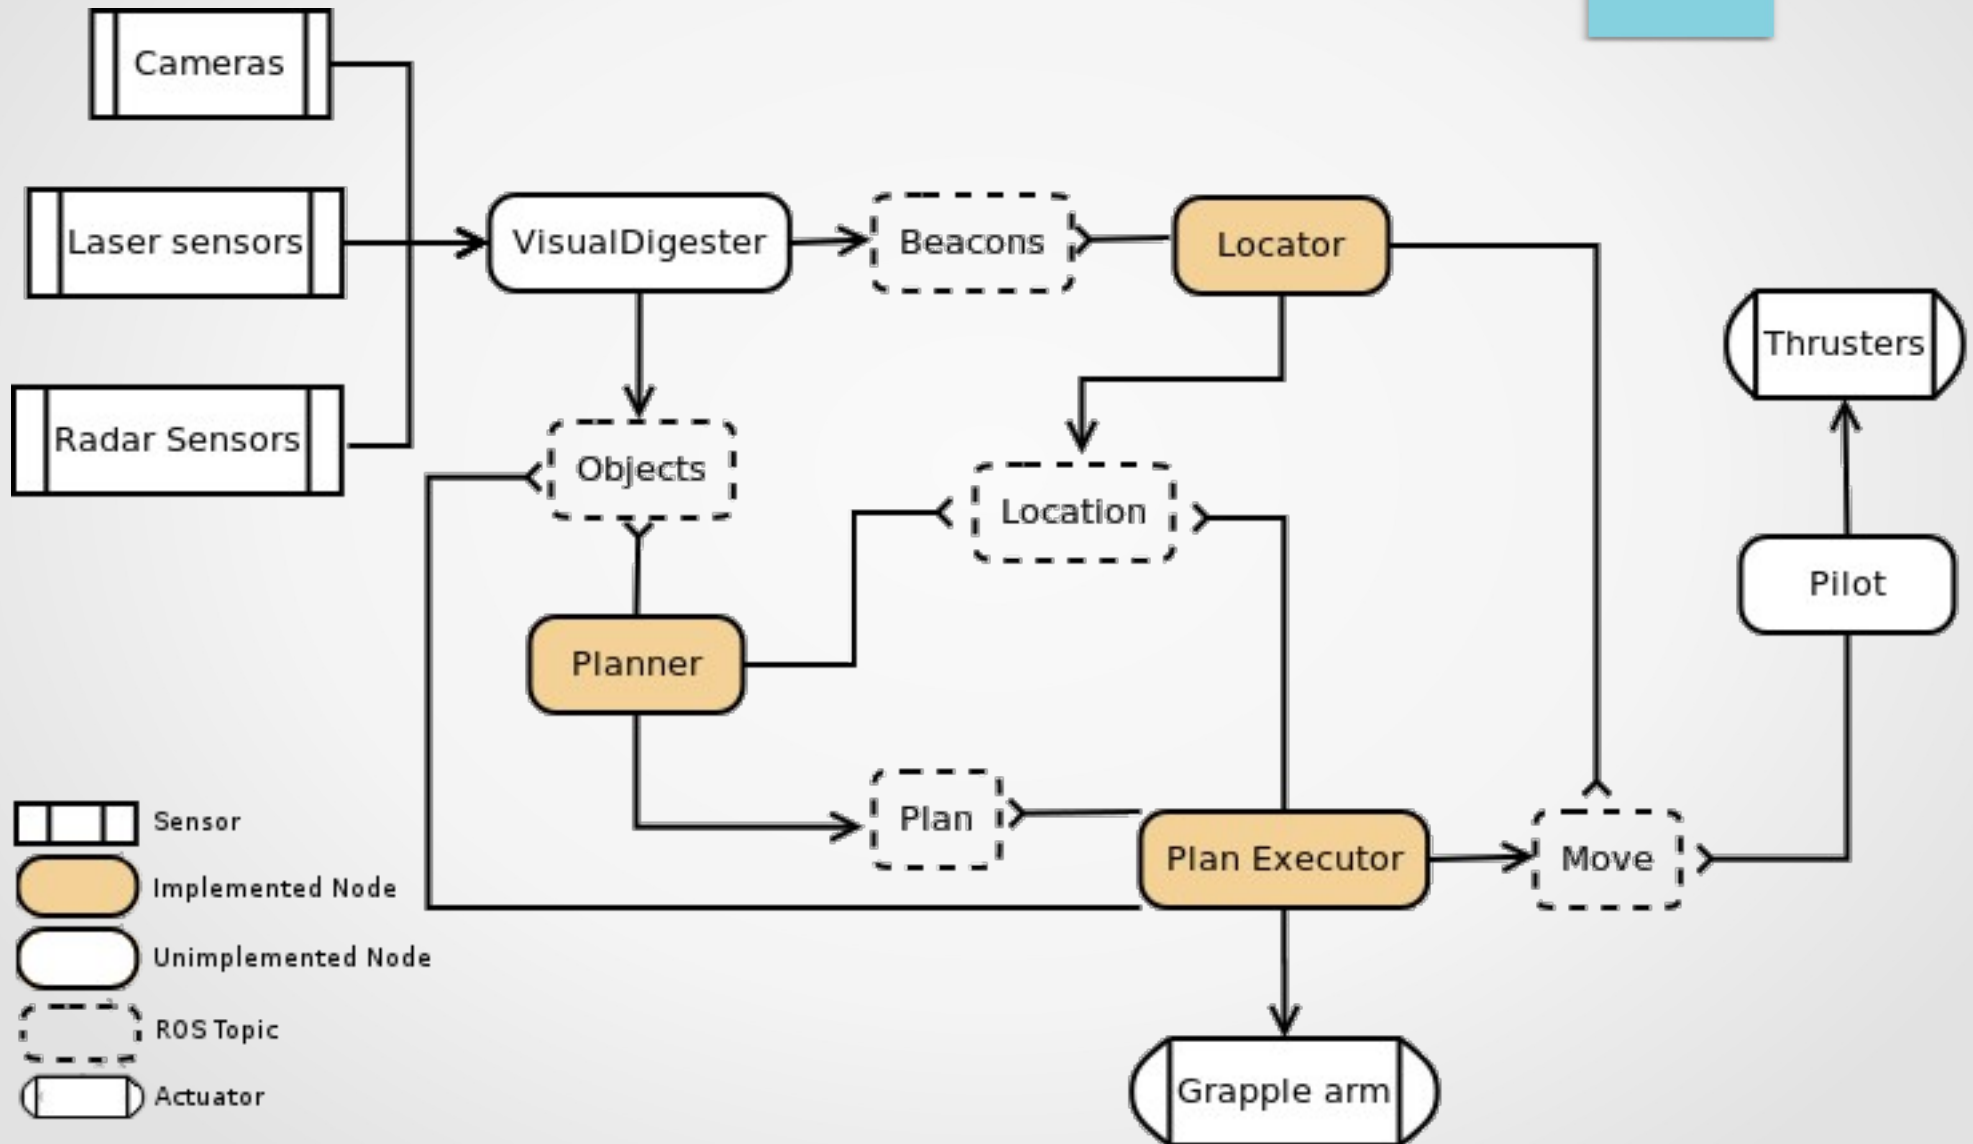 Cameras
Laser sensors
VisualDigester
Beacons
Locator
Thrusters
Radar Sensors
Objects
Location
Pilot
Planner
Plan
Plan Executor
Move
Grapple arm
Sensor
Implemented Node
Unimplemented Node
ROS Topic
Actuator